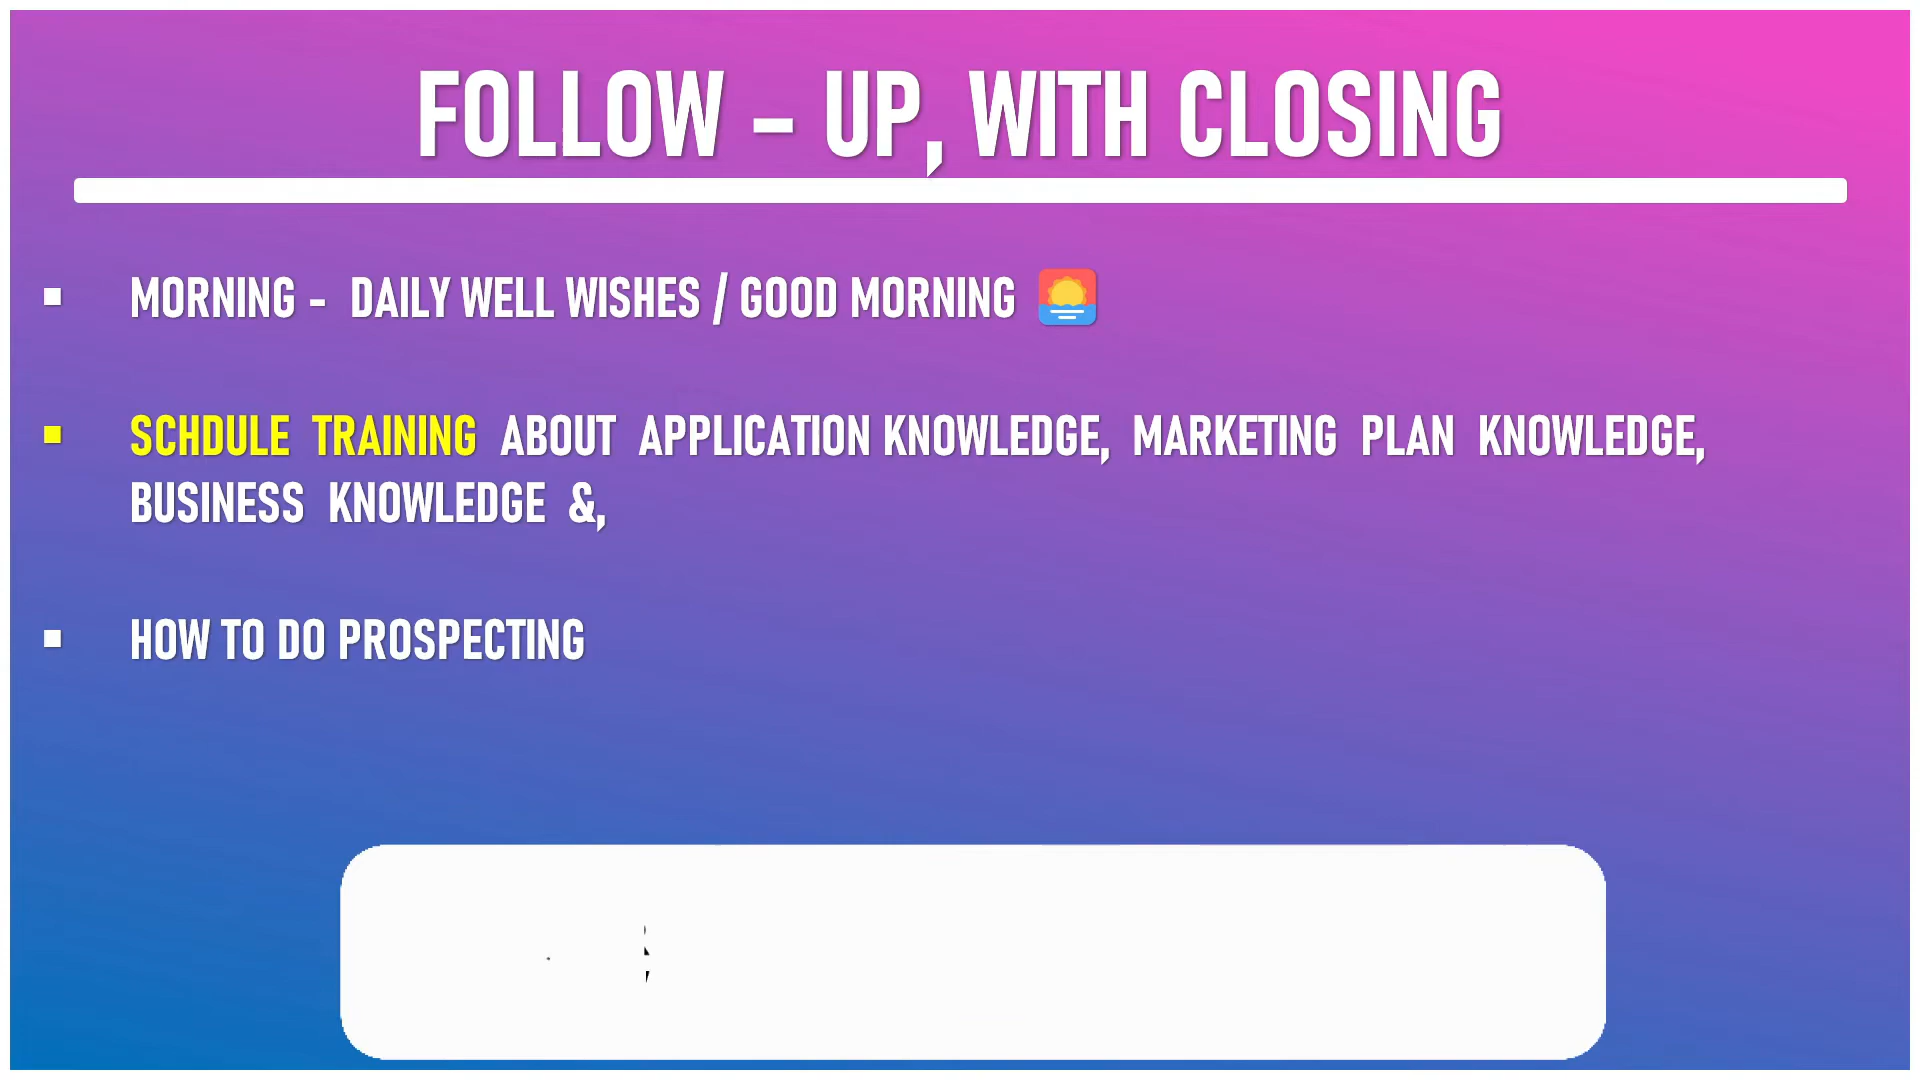 FOLLOW – UP, WITH CLOSING
▪ MORNING - DAILY WELL WISHES / GOOD MORNING 🌅
▪ SCHDULE TRAINING ABOUT APPLICATION KNOWLEDGE, MARKETING PLAN KNOWLEDGE,
BUSINESS KNOWLEDGE &,
▪ HOW TO DO PROSPECTING